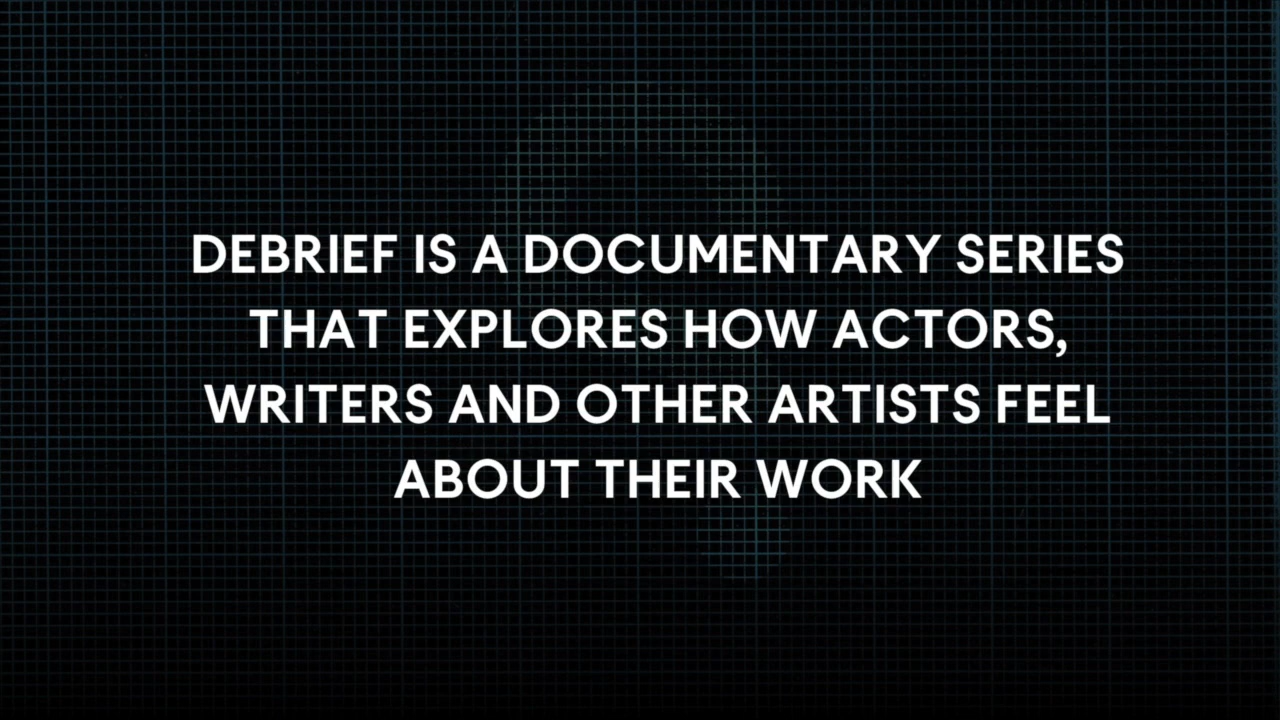 DEBRIEF IS A DOCUMENTARY SERIES
THAT EXPLORES HOW ACTORS,
WRITERS AND OTHER ARTISTS FEEL
ABOUT THEIR WORK